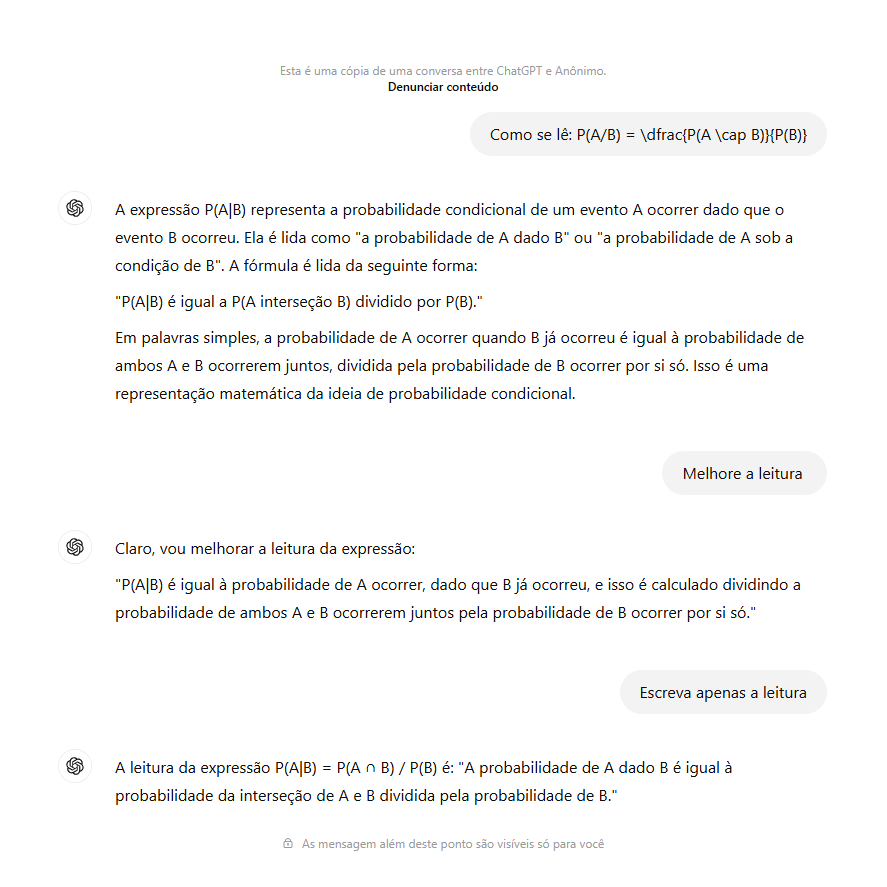 Esta é uma cópia de uma conversa entre ChatGPT e Anônimo.
Denunciar conteúdo
Como se lê: P(A/B) = \dfrac{P(A \cap B)}{P(B)}
A expressão P(A|B) representa a probabilidade condicional de um evento A ocorrer dado que o
evento B ocorreu. Ela é lida como "a probabilidade de A dado B" ou "a probabilidade de A sob a
condição de B". A fórmula é lida da seguinte forma:
"P(A|B) é igual a P(A interseção B) dividido por P(B)."
Em palavras simples, a probabilidade de A ocorrer quando B já ocorreu é igual à probabilidade de
ambos A e B ocorrerem juntos, dividida pela probabilidade de B ocorrer por si só. Isso é uma
representação matemática da ideia de probabilidade condicional.
Melhore a leitura
Claro, vou melhorar a leitura da expressão:
"P(A|B) é igual à probabilidade de A ocorrer, dado que B já ocorreu, e isso é calculado dividindo a
probabilidade de ambos A e B ocorrerem juntos pela probabilidade de B ocorrer por si só."
Escreva apenas a leitura
A leitura da expressão P(A|B) = P(A ∩ B) / P(B) é: "A probabilidade de A dado B é igual à
probabilidade da interseção de A e B dividida pela probabilidade de B."
As mensagem além deste ponto são visíveis só para você